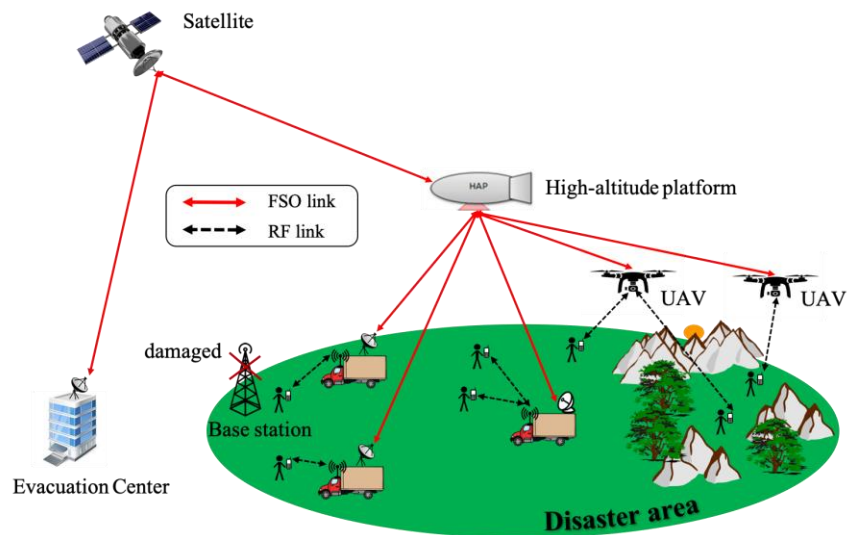 Satellite
HAP
High-altitude platform
FSO link
RF link
UAV
UAV
damaged
Base station
Evacuation Center
Disaster area